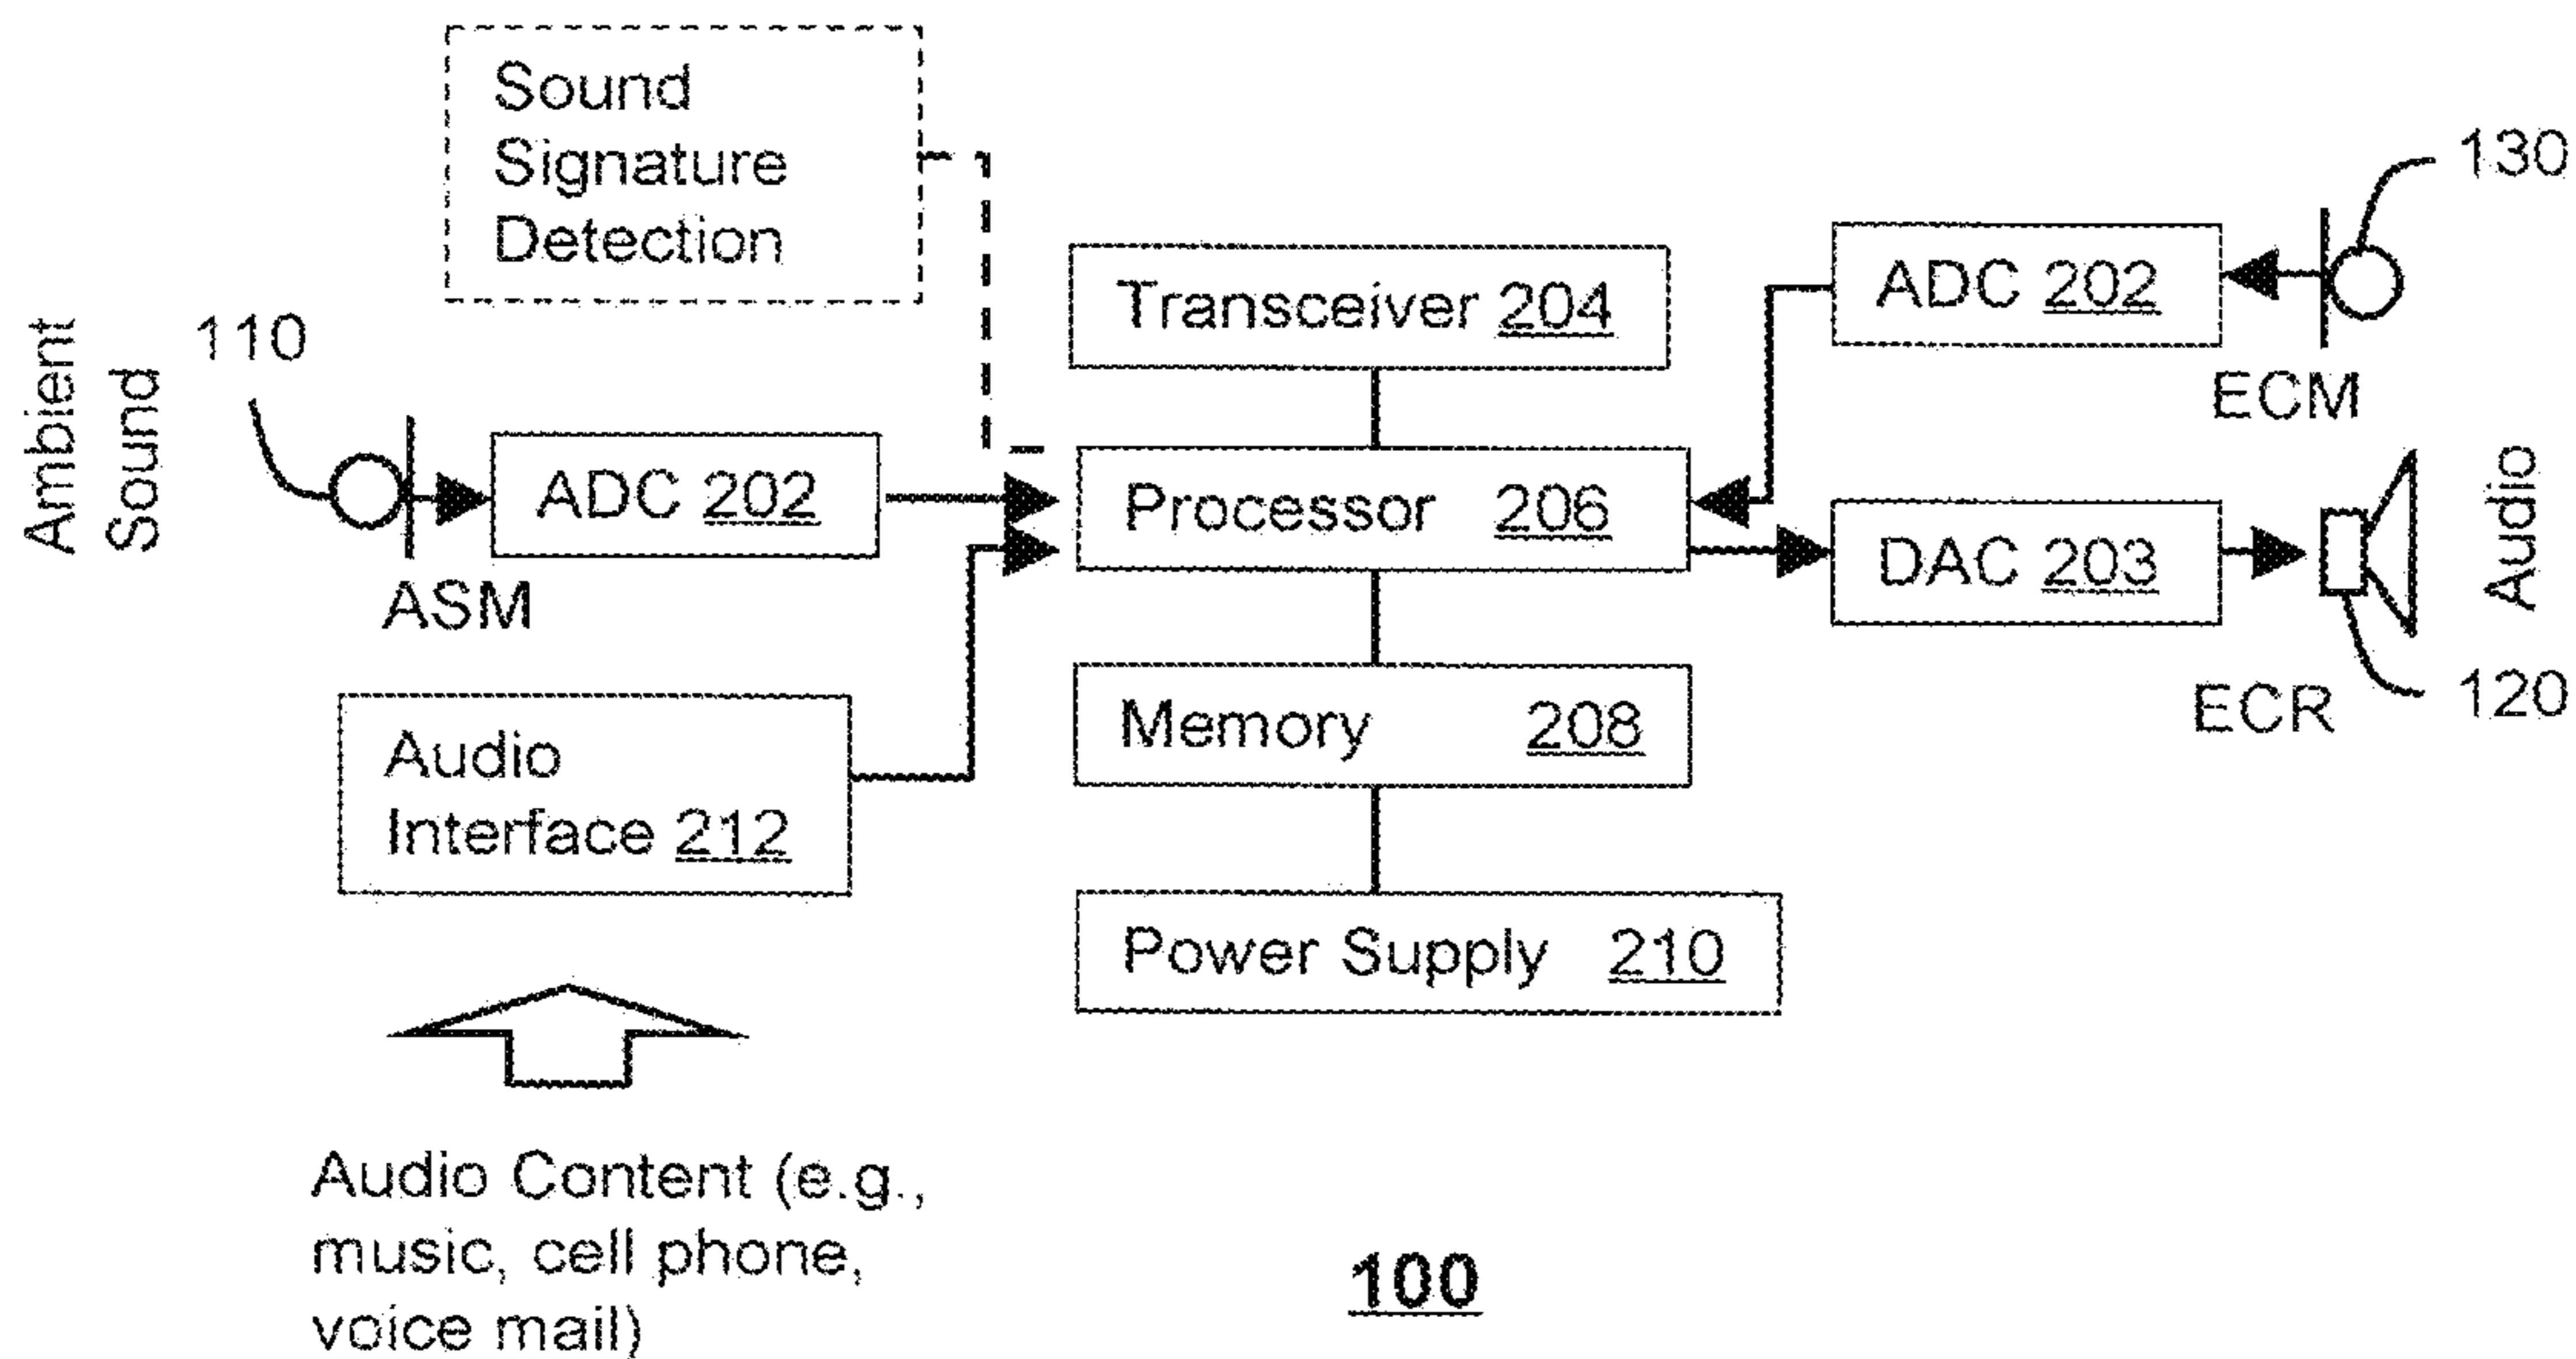 Sound
Signature
Detection
130
Transceiver 204
ADC 202
110
Ambient
Sound
ECM
ADC 202
Processor 206
DAC 203
Audio
ASM
ECR
120
Audio
Interface 212
Memory 208
Power Supply 210
Audio Content (e.g.,
music, cell phone,
voice mail)
100